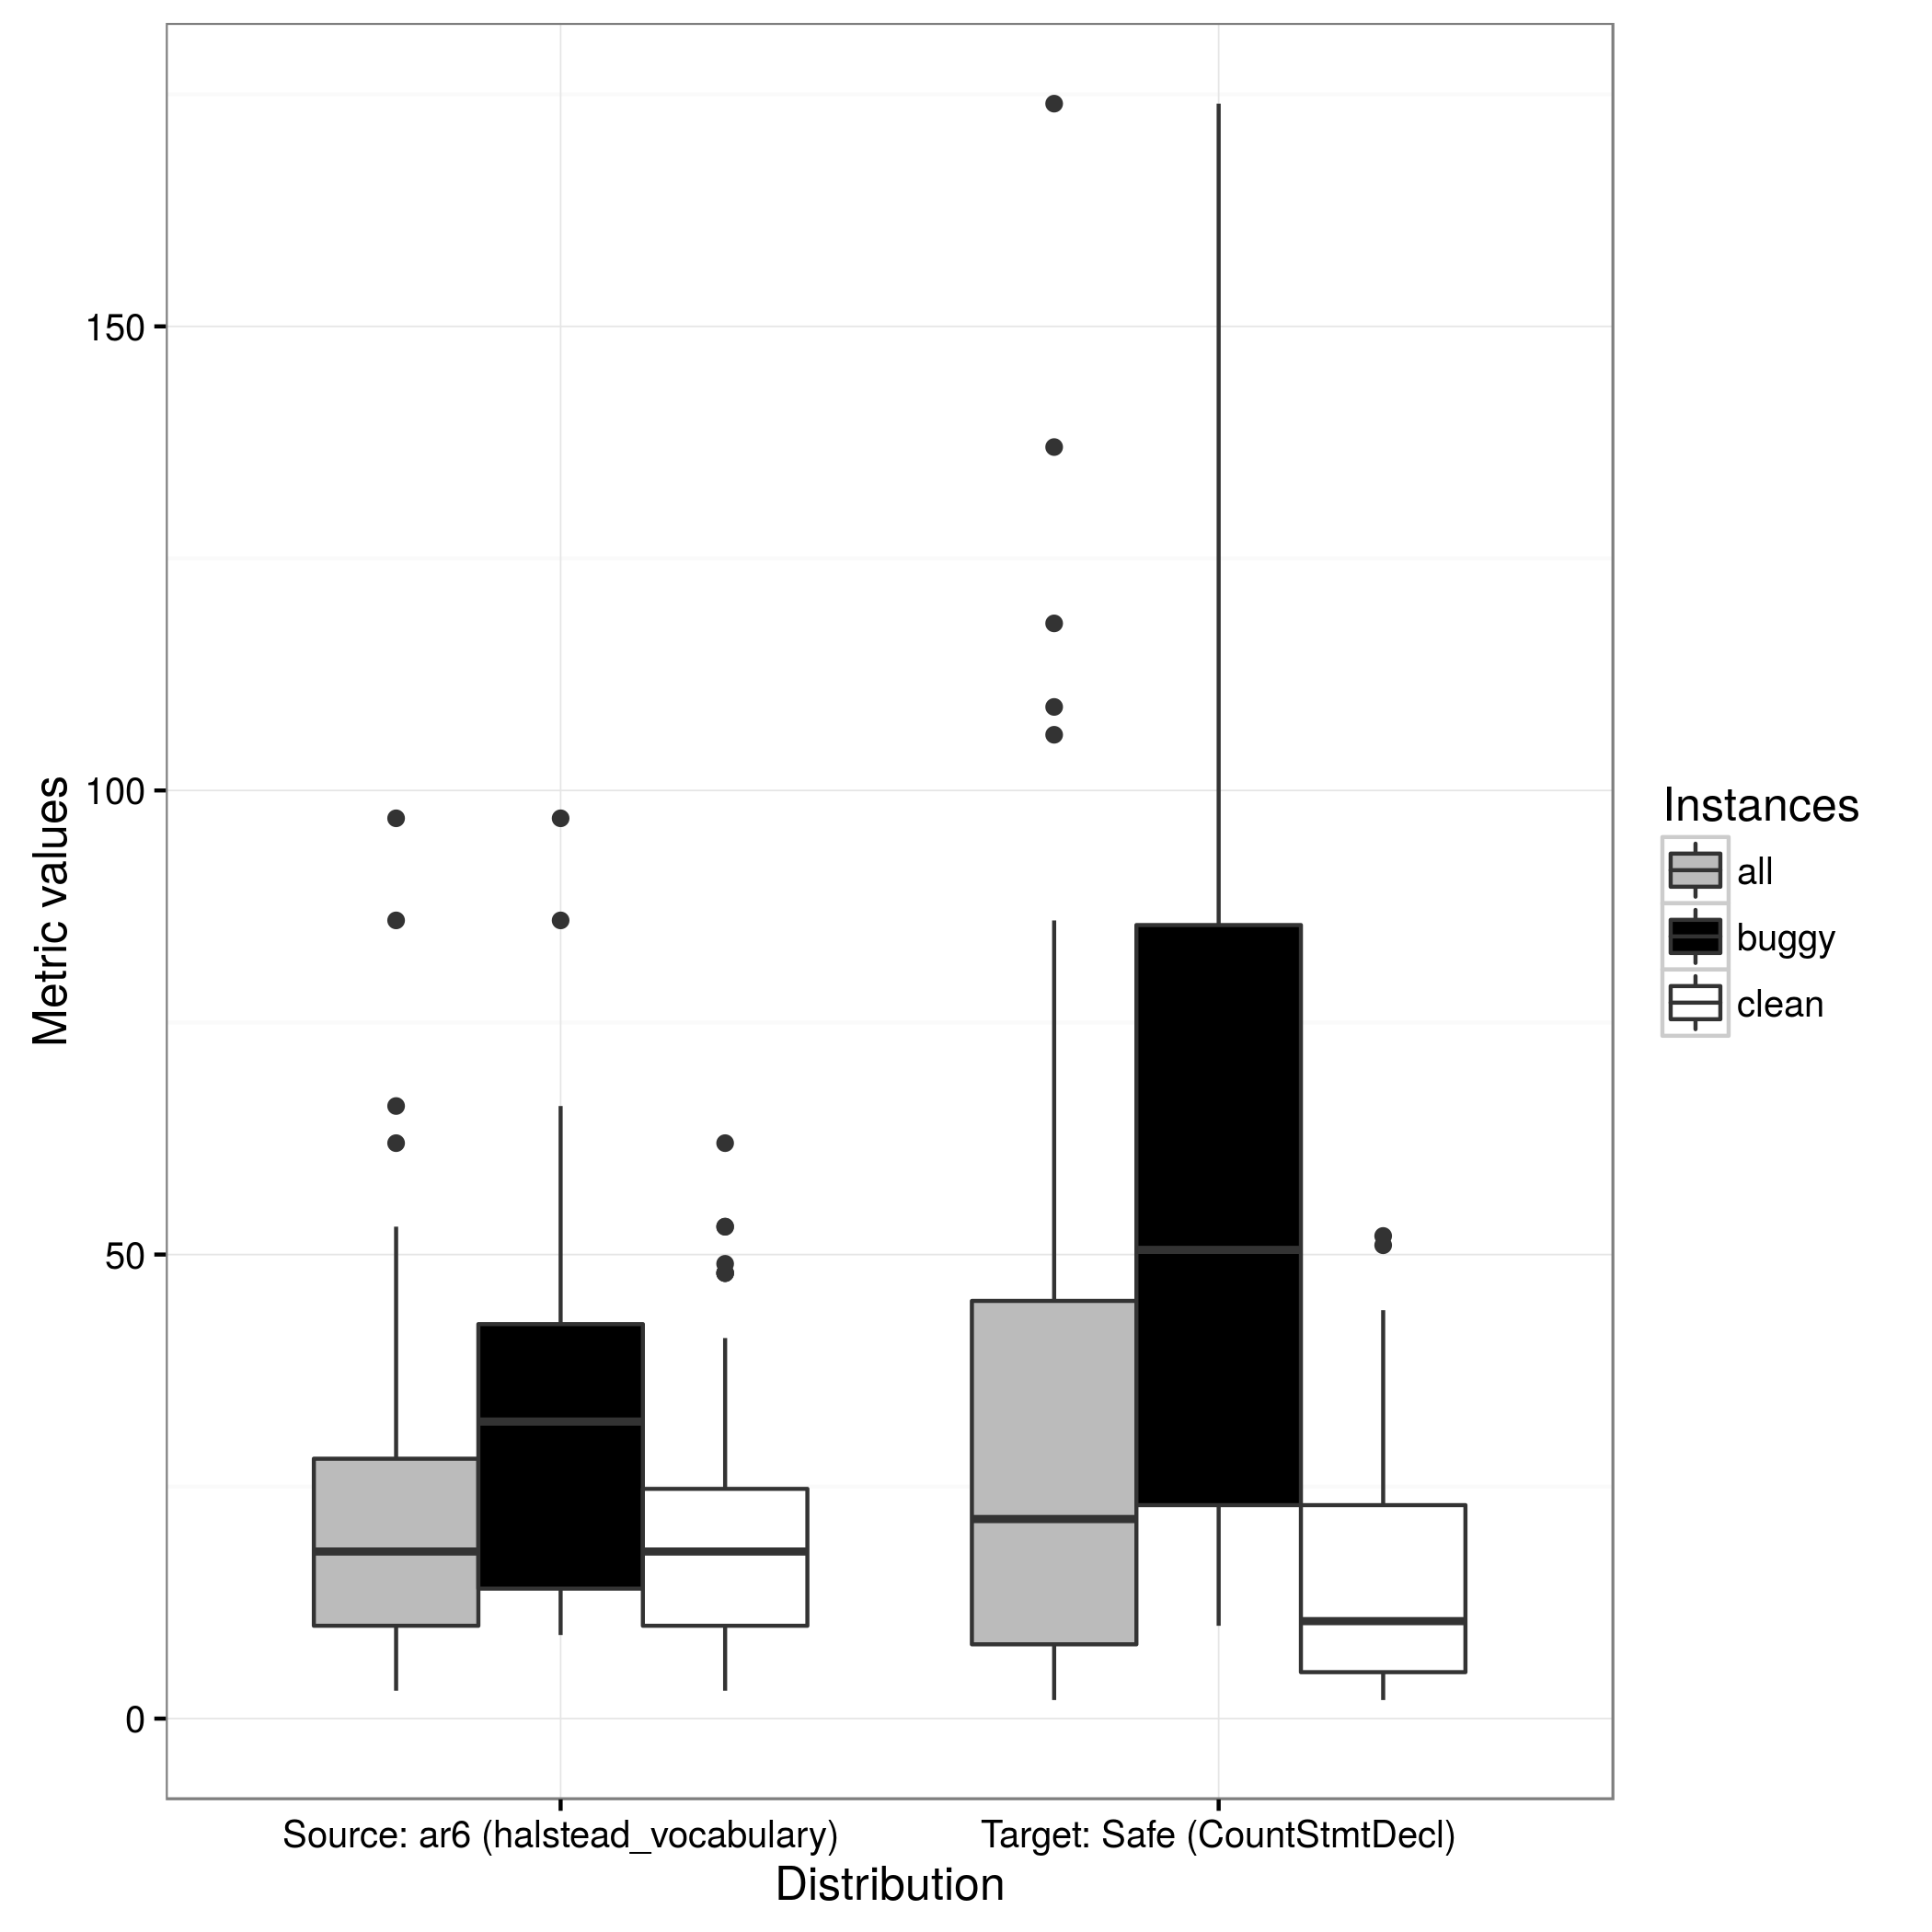 Metric values
150
100
50
0
Source: ar6 (halstead_vocabulary)
Target: Safe (CountStmtDecl)
Distribution
Instances
all
buggy
clean